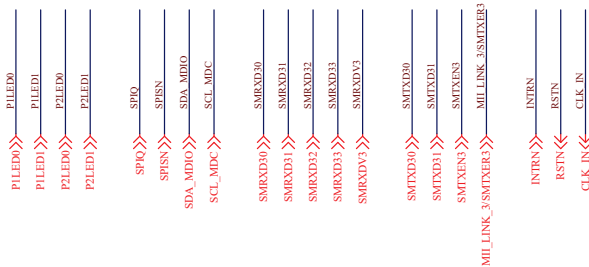 P1LED0
P1LED1
P2LED0
P2LED1
SPIQ
SPISN
SDA_MDIO
SCL_MDC
SMRXD30
SMRXD31
SMRXD32
SMRXD33
SMRXDV3
SMTXD30
SMTXD31
SMTXEN3
MII_LINK_3/SMTXER3
INTRN
RSTN
CLK_IN
P1LED0
P1LED1
P2LED0
P2LED1
SPIQ
SPISN
SDA_MDIO
SCL_MDC
SMRXD30
SMRXD31
SMRXD32
SMRXD33
SMRXDV3
SMTXD30
SMTXD31
SMTXEN3
MII_LINK_3/SMTXER3
INTRN
RSTN
CLK_IN